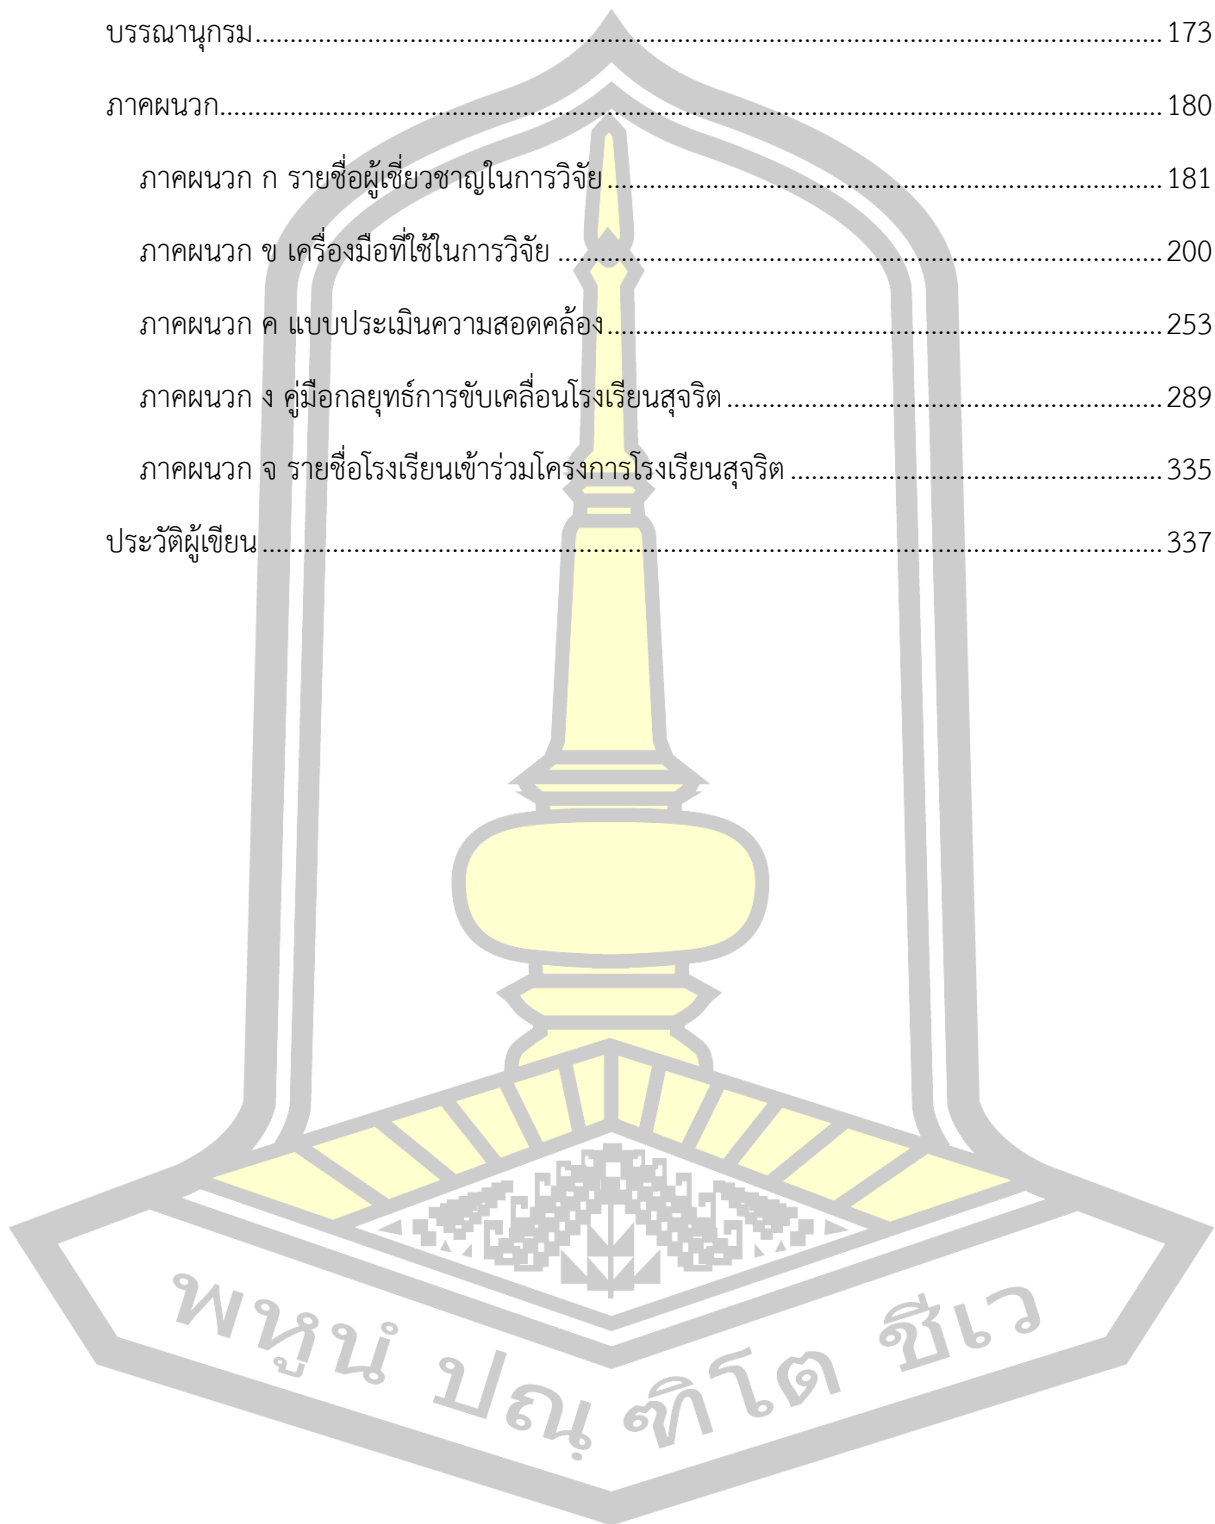 บรรณานุกรม................................................................................................................................. 173
ภาคผนวก...................................................................................................................................... 180
ภาคผนวก ก รายชื่อผู้เชี่ยวชาญในการวิจัย............................................................................... 181
ภาคผนวก ข เครื่องมือที่ใช้ในการวิจัย ...................................................................................... 200
ภาคผนวก ค แบบประเมินความสอดคล้อง............................................................................... 253
ภาคผนวก ง คู่มือกลยุทธ์การขับเคลื่อนโรงเรียนสุจริต .............................................................. 289
ภาคผนวก จ รายชื่อโรงเรียนเข้าร่วมโครงการโรงเรียนสุจริต ..................................................... 335
ประวัติผู้เขียน ................................................................................................................................ 337
พหูนํ ปณฺ ฑิโต ชีเว